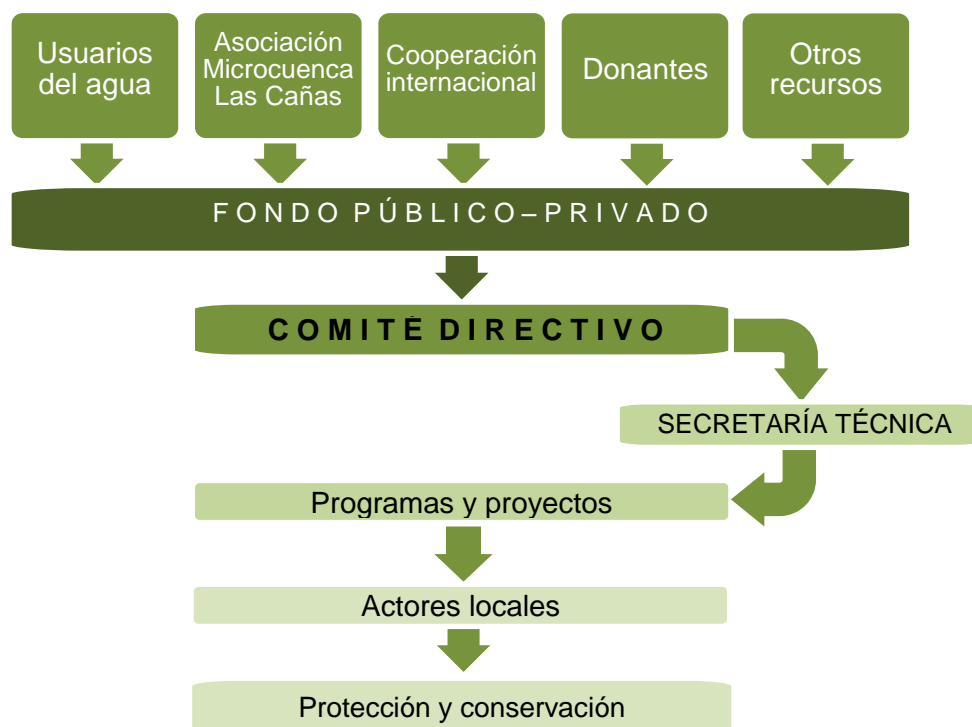 Usuarios
del agua
Asociación
Microcuenca
Las Cañas
Cooperación
internacional
Donantes
Otros
recursos
FONDO PÚBLICO–PRIVADO
COMITÉ DIRECTIVO
SECRETARÍA TÉCNICA
Programas y proyectos
Actores locales
Protección y conservación